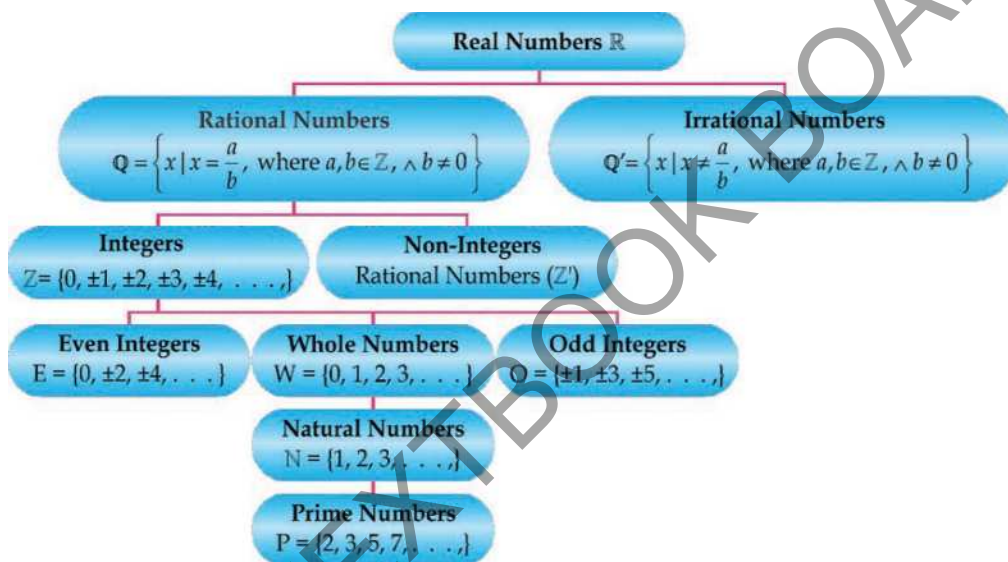 Real Numbers ℝ
Rational Numbers
ℚ = { x | x = a/b, where a, b ∈ ℤ, ∧ b ≠ 0 }
Irrational Numbers
ℚ′ = { x | x ≠ a/b, where a, b ∈ ℤ, ∧ b ≠ 0 }
Integers
ℤ= {0, ±1, ±2, ±3, ±4, . . . ,}
Non-Integers
Rational Numbers (ℤ′)
Even Integers
E = {0, ±2, ±4, . . . }
Whole Numbers
W = {0, 1, 2, 3, . . . }
Odd Integers
O = {±1, ±3, ±5, . . . ,}
Natural Numbers
ℕ = {1, 2, 3, . . . ,}
Prime Numbers
P = {2, 3, 5, 7, . . . ,}
TEXTBOOK